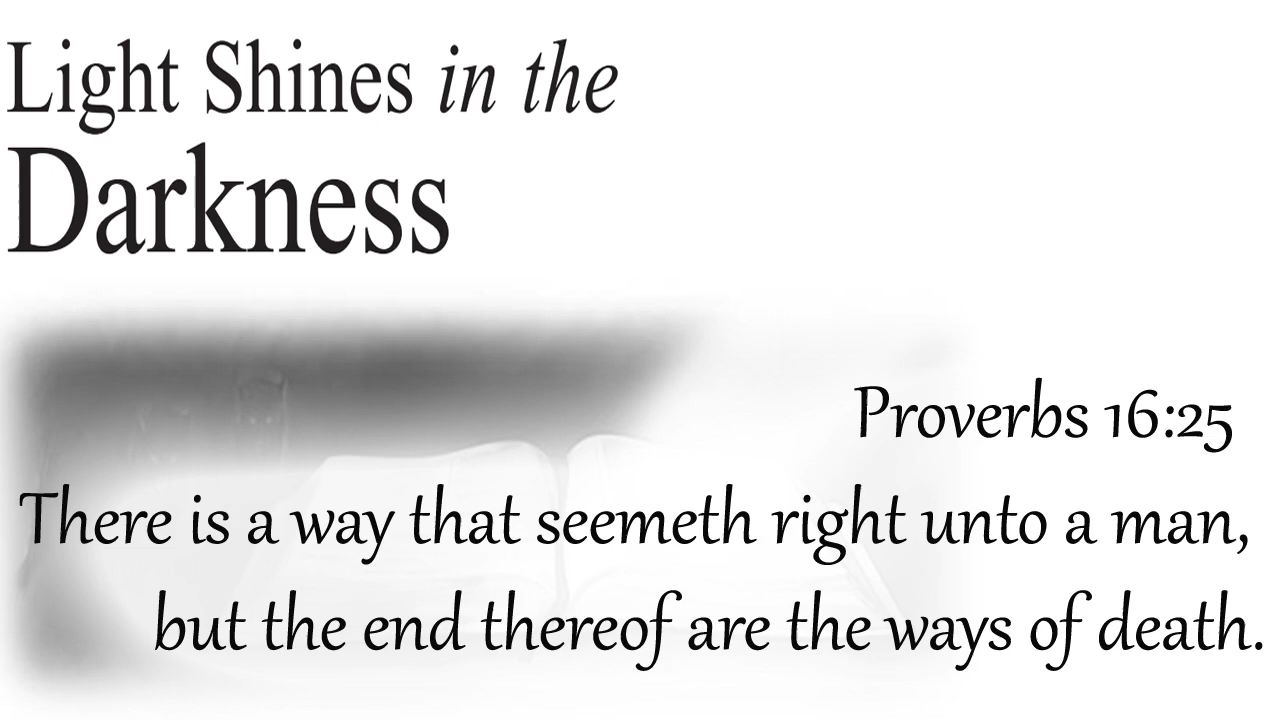 Light Shines in the
Darkness
Proverbs 16:25
There is a way that seemeth right unto a man,
but the end thereof are the ways of death.